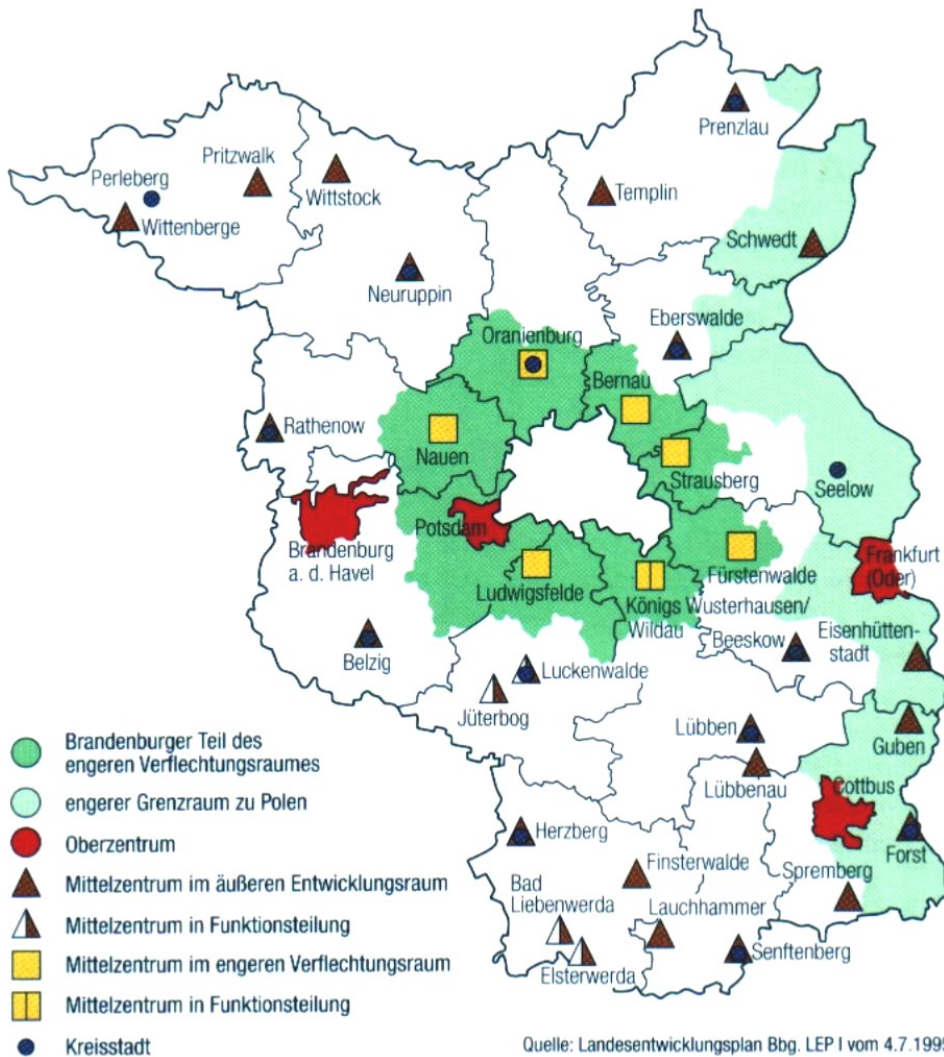 Prenzlau
Pritzwalk
Perleberg
Wittstock
Templin
Wittenberge
Schwedt
Neuruppin
Eberswalde
Oranienburg
Bernau
Rathenow
Nauen
Strausberg
Seelow
Potsdam
Brandenburg
a. d. Havel
Ludwigsfelde
Königs Wusterhausen/
Wildau
Fürstenwalde
Frankfurt
(Oder)
Belzig
Beeskow
Eisenhütten-
stadt
Luckenwalde
Jüterbog
Lübben
Guben
Lübbenau
Cottbus
Herzberg
Forst
Finsterwalde
Spremberg
Bad
Liebenwerda
Lauchhammer
Elsterwerda
Senftenberg
Brandenburger Teil des
engeren Verflechtungsraumes
engerer Grenzraum zu Polen
Oberzentrum
Mittelzentrum im äußeren Entwicklungsraum
Mittelzentrum in Funktionsteilung
Mittelzentrum im engeren Verflechtungsraum
Mittelzentrum in Funktionsteilung
Kreisstadt
Quelle: Landesentwicklungsplan Bbg. LEP I vom 4.7.1995